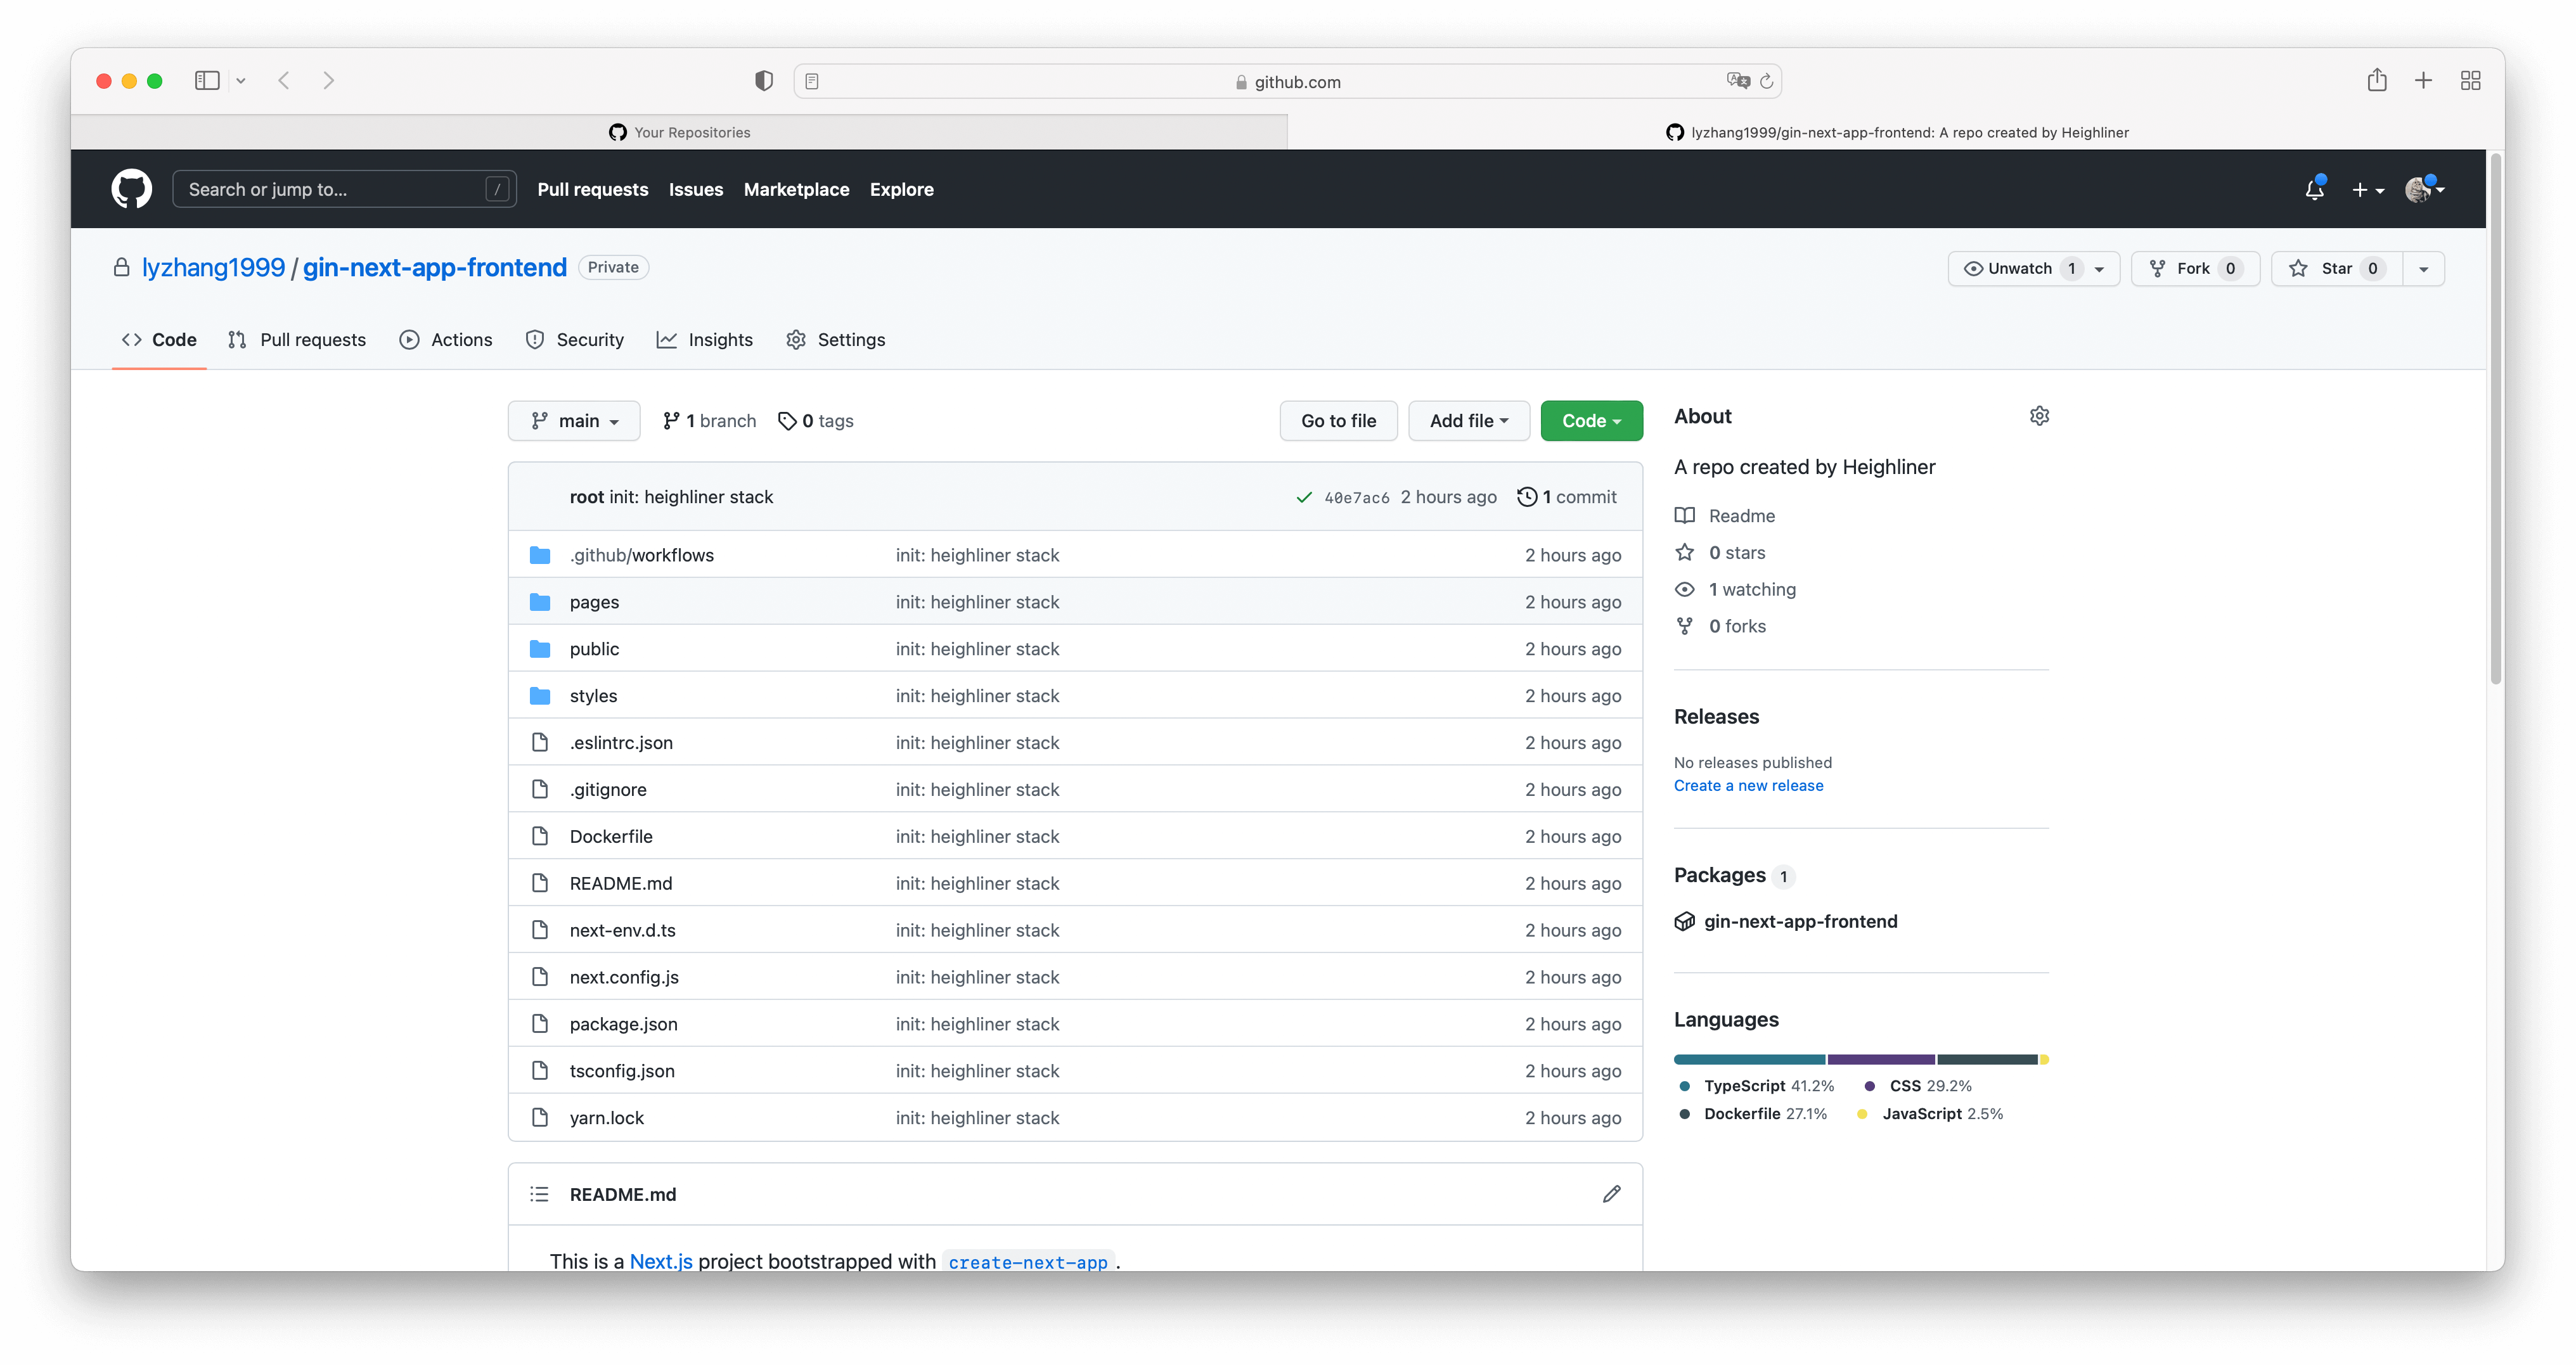 github.com
Your Repositories
lyzhang1999/gin-next-app-frontend: A repo created by Heighliner
Search or jump to... /
Pull requests Issues Marketplace Explore
lyzhang1999 / gin-next-app-frontend Private
Unwatch 1 Fork 0 Star 0
Code Pull requests Actions Security Insights Settings
main 1 branch 0 tags Go to file Add file Code
root init: heighliner stack 40e7ac6 2 hours ago 1 commit
.github/workflows init: heighliner stack 2 hours ago
pages init: heighliner stack 2 hours ago
public init: heighliner stack 2 hours ago
styles init: heighliner stack 2 hours ago
.eslintrc.json init: heighliner stack 2 hours ago
.gitignore init: heighliner stack 2 hours ago
Dockerfile init: heighliner stack 2 hours ago
README.md init: heighliner stack 2 hours ago
next-env.d.ts init: heighliner stack 2 hours ago
next.config.js init: heighliner stack 2 hours ago
package.json init: heighliner stack 2 hours ago
tsconfig.json init: heighliner stack 2 hours ago
yarn.lock init: heighliner stack 2 hours ago
README.md
This is a Next.js project bootstrapped with create-next-app .
About
A repo created by Heighliner
Readme
0 stars
1 watching
0 forks
Releases
No releases published
Create a new release
Packages 1
gin-next-app-frontend
Languages
TypeScript 41.2% CSS 29.2%
Dockerfile 27.1% JavaScript 2.5%